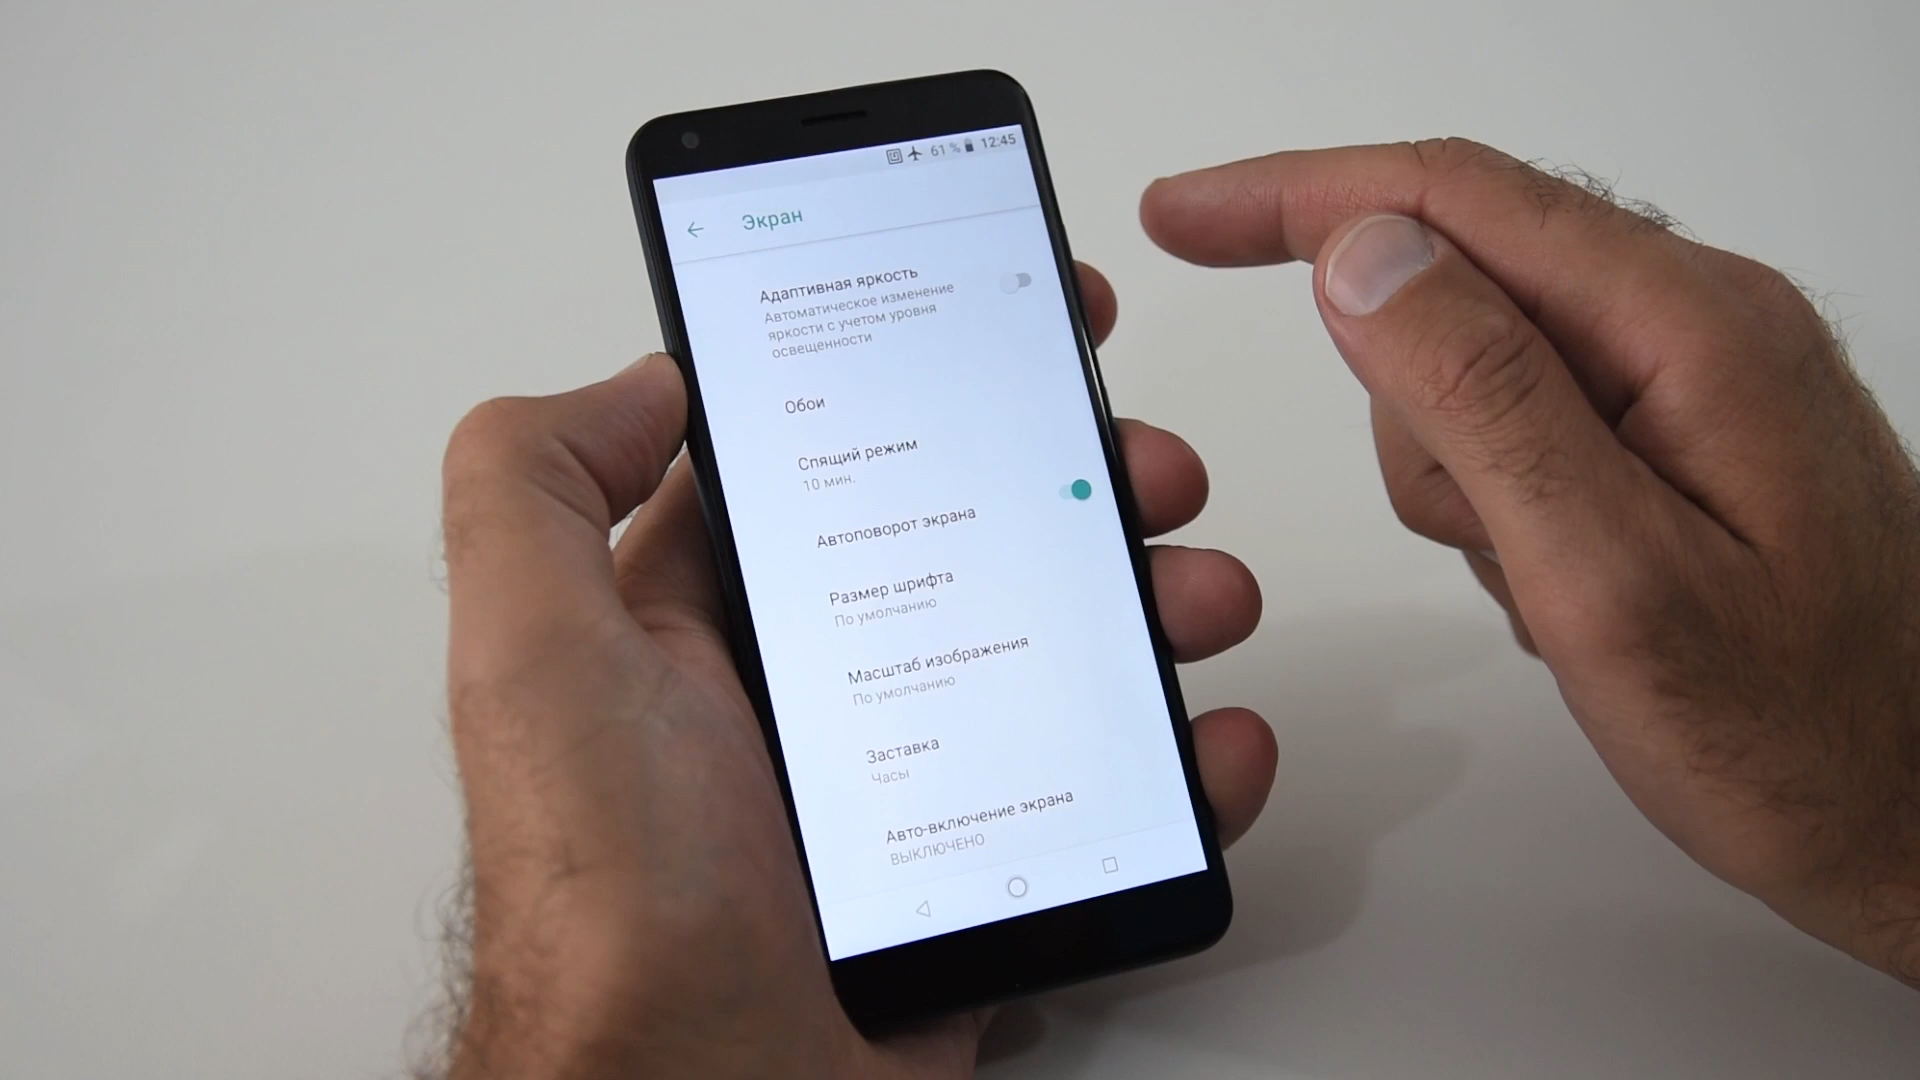 61 % 12:45
Экран
Адаптивная яркость
Автоматическое изменение
яркости с учетом уровня
освещенности
Обои
Спящий режим
10 мин.
Автоповорот экрана
Размер шрифта
По умолчанию
Масштаб изображения
По умолчанию
Заставка
Часы
Авто-включение экрана
ВЫКЛЮЧЕНО